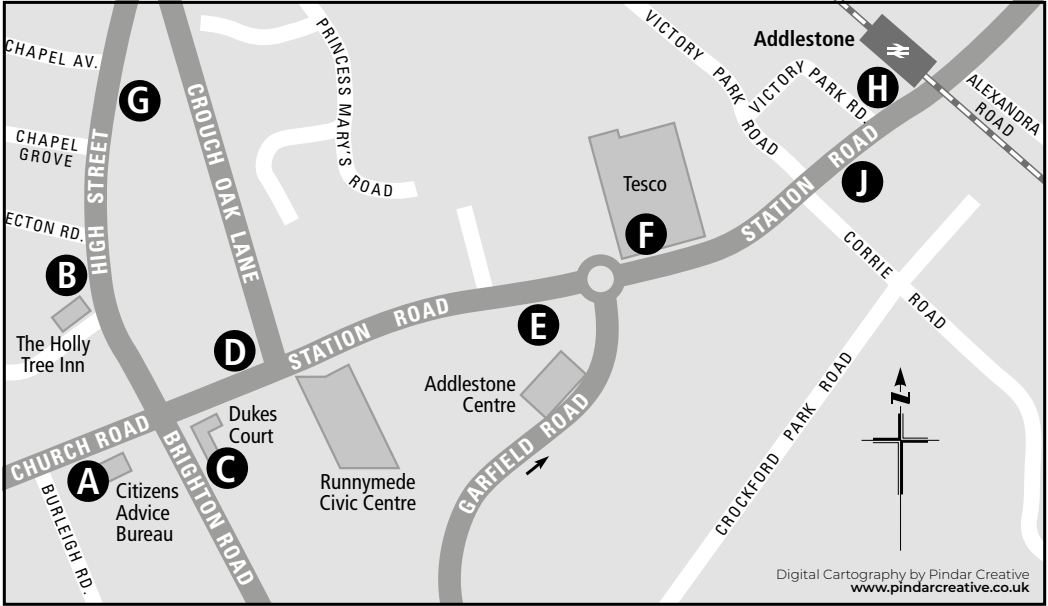 CHAPEL AV.
G
CHAPEL
GROVE
HIGH STREET
CROUCH OAK LANE
PRINCESS MARY'S
ROAD
VICTORY PARK
ROAD
VICTORY
PARK RD.
Addlestone
H
ALEXANDRA
ROAD
ECTON RD.
B
The Holly
Tree Inn
D
STATION ROAD
Tesco
F
STATION ROAD
J
CORRIE
ROAD
E
Addlestone
Centre
GARFIELD ROAD
CROCKFORD PARK ROAD
Dukes
Court
C
CHURCH ROAD
A
Citizens
Advice
Bureau
BRIGHTON ROAD
BURLEIGH RD.
Runnymede
Civic Centre
N
Digital Cartography by Pindar Creative
www.pindarcreative.co.uk